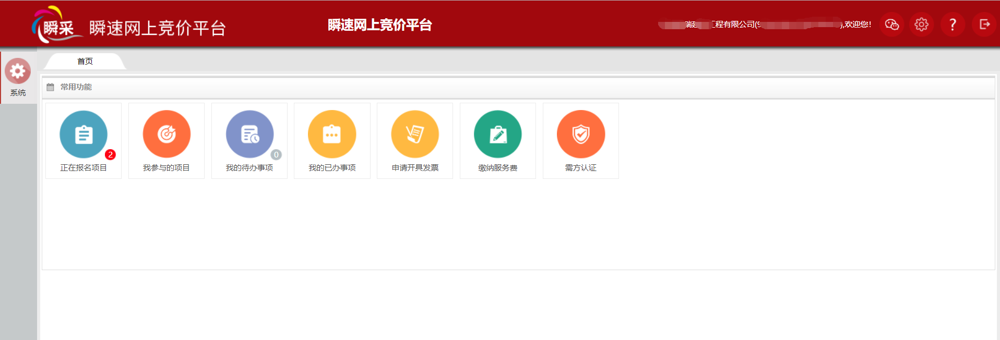 瞬采 瞬速网上竞价平台
瞬速网上竞价平台
工程有限公司(9 ),欢迎您!
?
首页
系统
常用功能
2
0
正在报名项目
我参与的项目
我的待办事项
我的已办事项
申请开具发票
缴纳服务费
需方认证